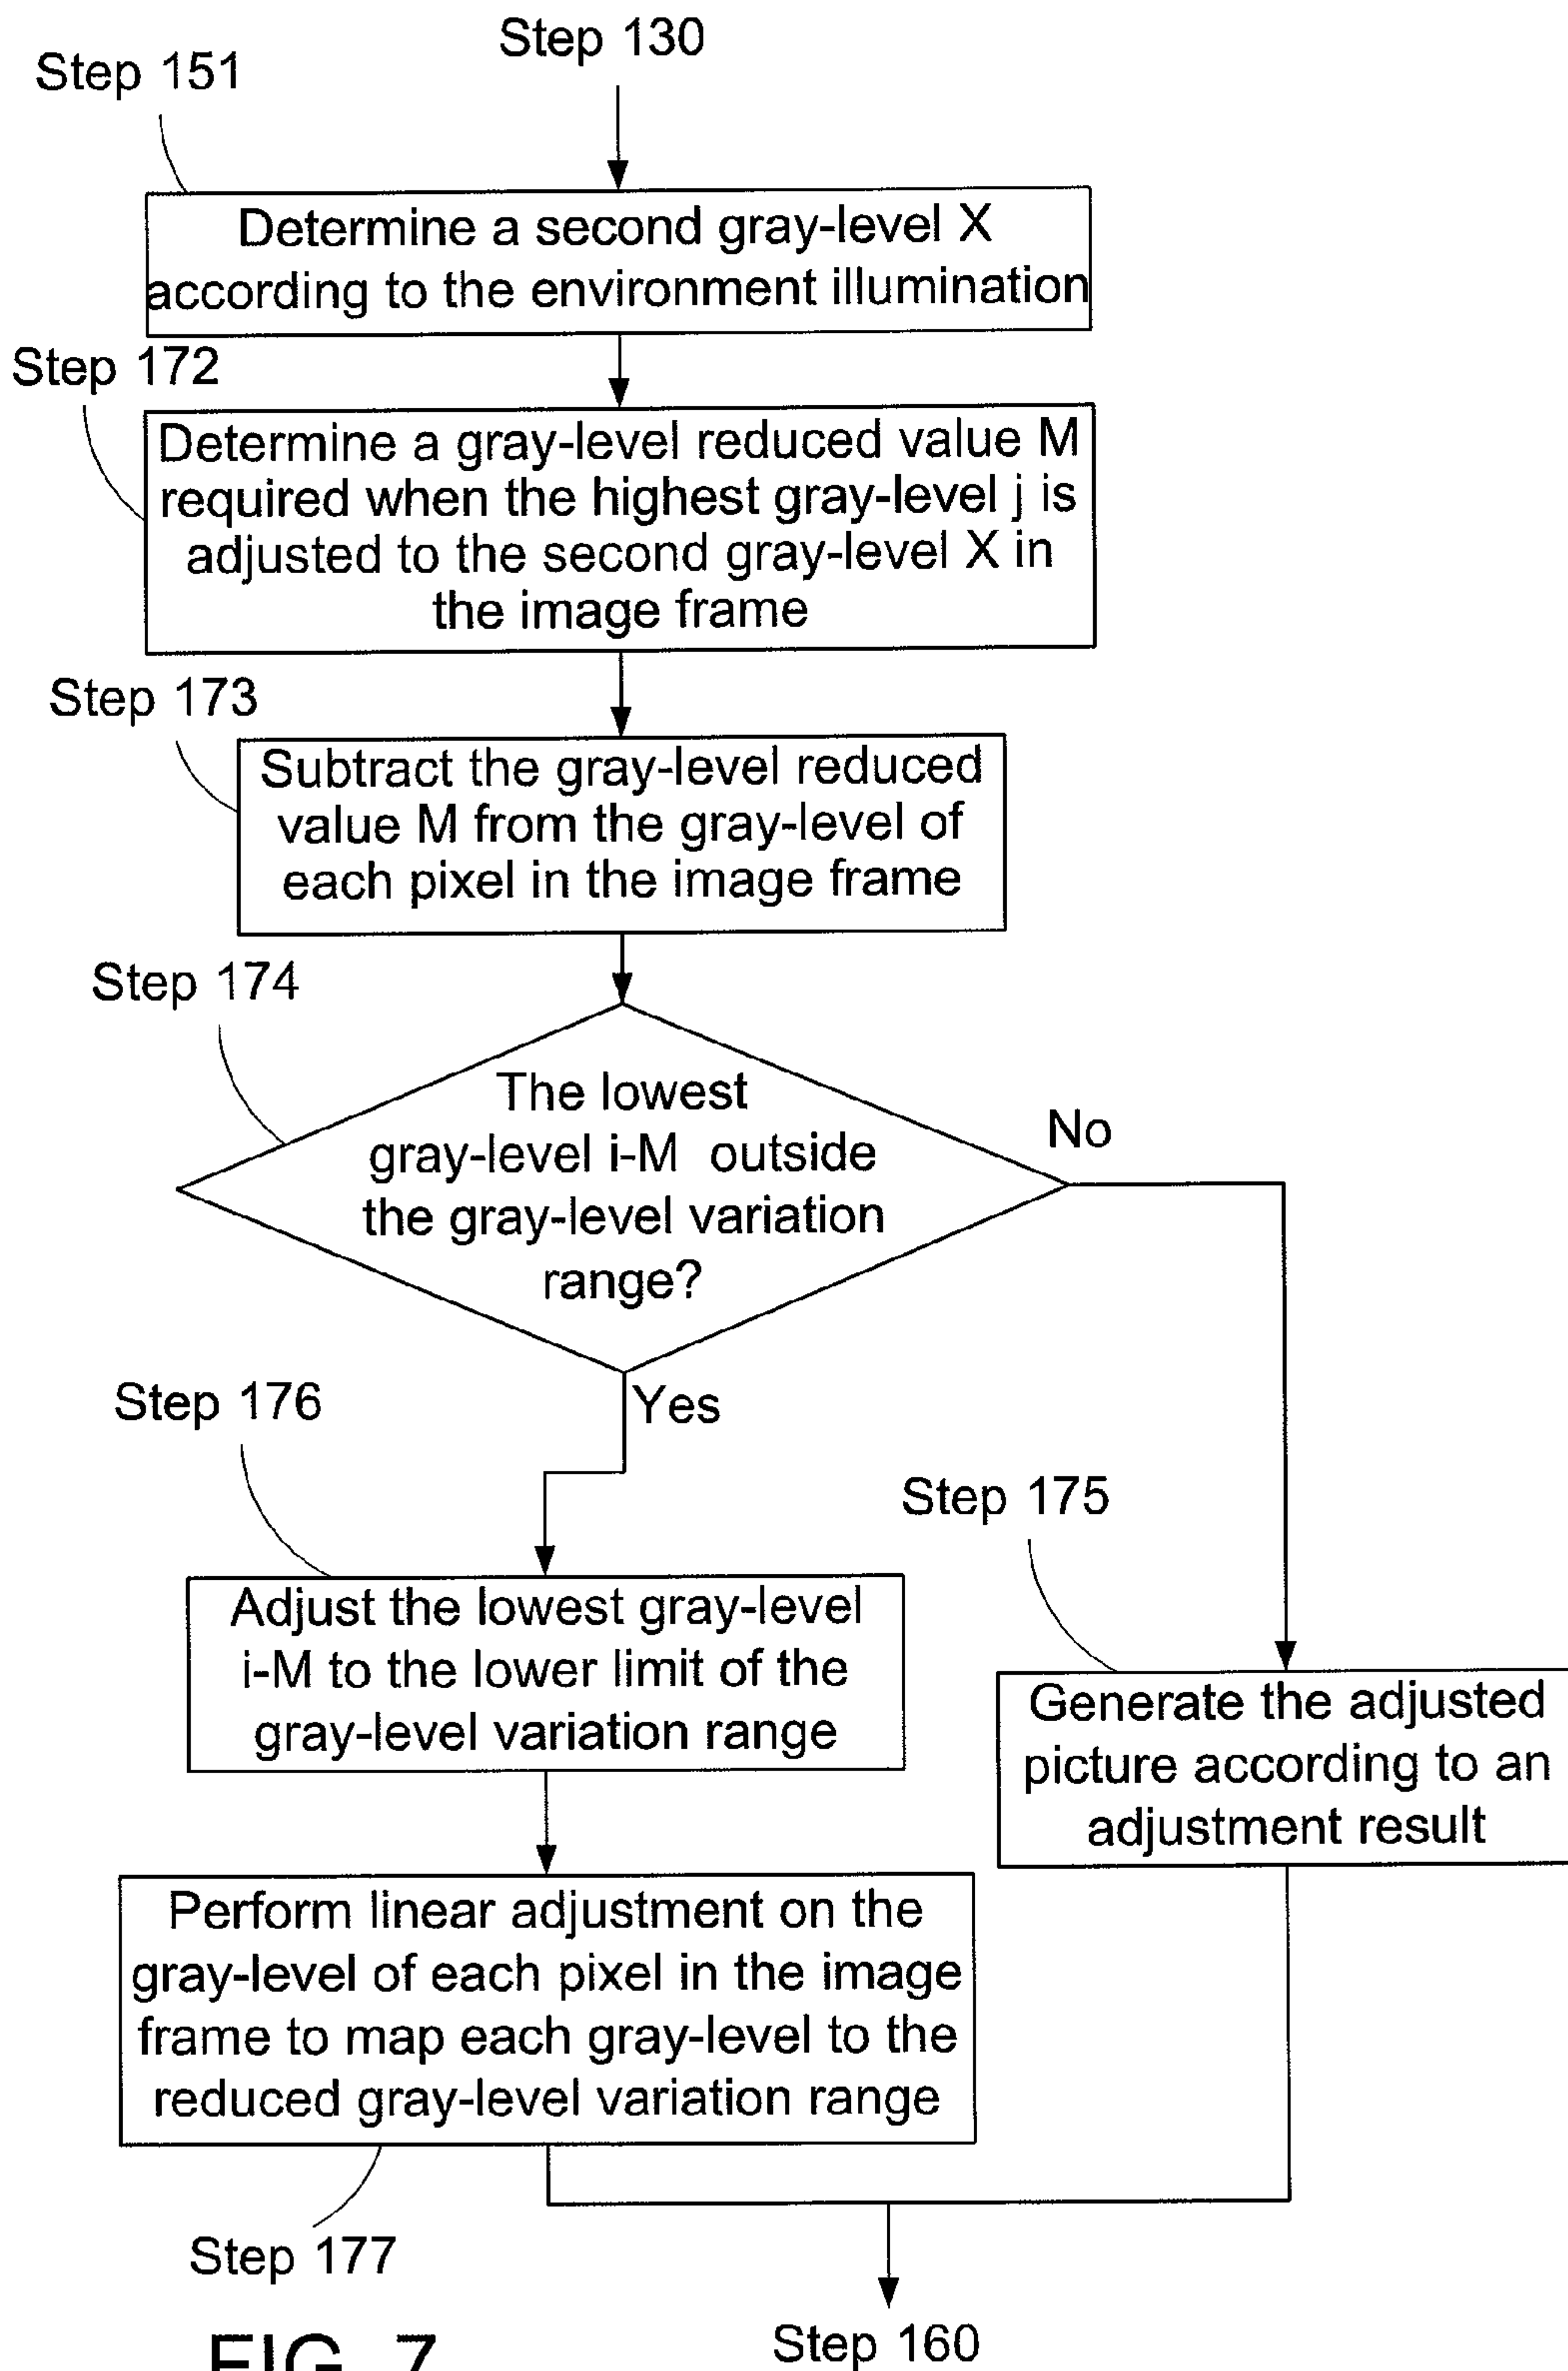 Step 130
Step 151
Determine a second gray-level X
according to the environment illumination
Step 172
Determine a gray-level reduced value M
required when the highest gray-level j is
adjusted to the second gray-level X in
the image frame
Step 173
Subtract the gray-level reduced
value M from the gray-level of
each pixel in the image frame
Step 174
The lowest
gray-level i-M outside
the gray-level variation
range?
No
Yes
Step 176
Adjust the lowest gray-level
i-M to the lower limit of the
gray-level variation range
Step 175
Generate the adjusted
picture according to an
adjustment result
Perform linear adjustment on the
gray-level of each pixel in the image
frame to map each gray-level to the
reduced gray-level variation range
Step 177
Step 160
FIG. 7